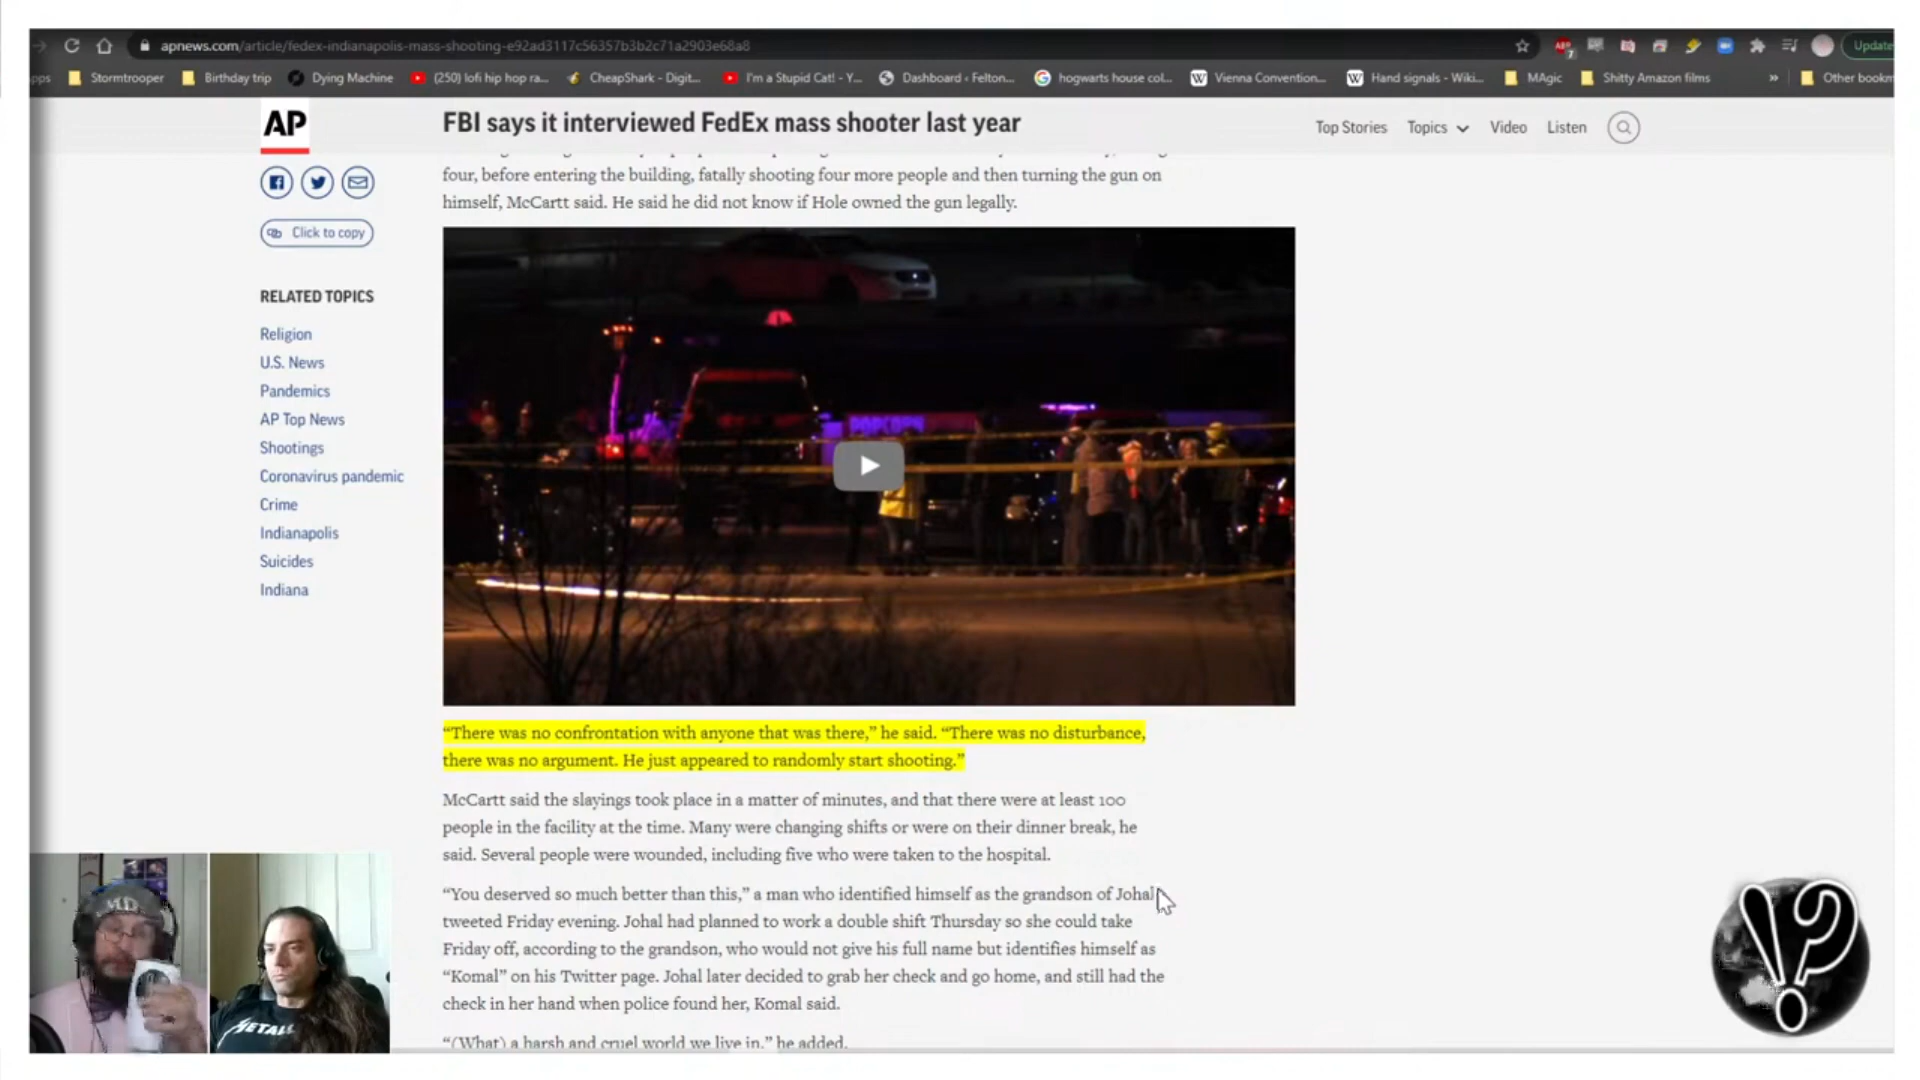 apnews.com/article/fedex-indianapolis-mass-shooting-e92ad3117c56357b3b2c71a2903e68a8
Update
Stormtrooper
Birthday trip
Dying Machine
(250) lofi hip hop ra...
CheapShark - Digit...
I'm a Stupid Cat! - Y...
Dashboard ‹ Felton...
hogwarts house col...
Vienna Convention...
Hand signals - Wiki...
MAgic
Shitty Amazon films
»
Other bookm
AP
FBI says it interviewed FedEx mass shooter last year
Top Stories
Topics
Video
Listen
four, before entering the building, fatally shooting four more people and then turning the gun on
himself, McCartt said. He said he did not know if Hole owned the gun legally.
Click to copy
RELATED TOPICS
Religion
U.S. News
Pandemics
AP Top News
Shootings
Coronavirus pandemic
Crime
Indianapolis
Suicides
Indiana
POPCORN
“There was no confrontation with anyone that was there,” he said. “There was no disturbance,
there was no argument. He just appeared to randomly start shooting.”
McCartt said the slayings took place in a matter of minutes, and that there were at least 100
people in the facility at the time. Many were changing shifts or were on their dinner break, he
said. Several people were wounded, including five who were taken to the hospital.
“You deserved so much better than this,” a man who identified himself as the grandson of Johal
tweeted Friday evening. Johal had planned to work a double shift Thursday so she could take
Friday off, according to the grandson, who would not give his full name but identifies himself as
“Komal” on his Twitter page. Johal later decided to grab her check and go home, and still had the
check in her hand when police found her, Komal said.
“(What) a harsh and cruel world we live in,” he added.
M.D.
METAL
!?